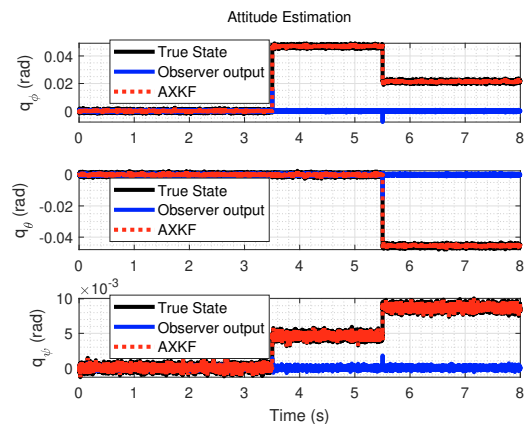 Attitude Estimation
q_ϕ (rad)
0.04
0.02
0
True State
Observer output
AXKF
0 1 2 3 4 5 6 7 8
q_θ (rad)
0
-0.02
-0.04
True State
Observer output
AXKF
0 1 2 3 4 5 6 7 8
× 10⁻³
q_ψ (rad)
10
5
0
True State
Observer output
AXKF
0 1 2 3 4 5 6 7 8
Time (s)